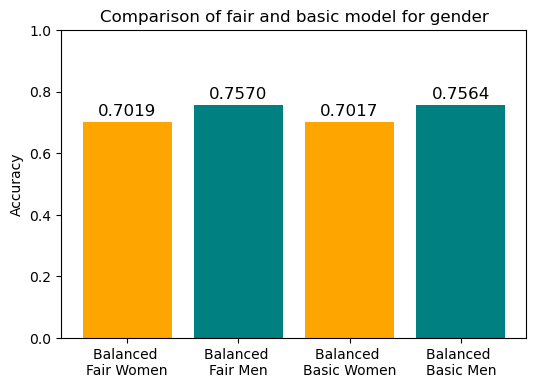 Comparison of fair and basic model for gender
1.0
0.8
0.6
0.4
0.2
0.0
Accuracy
0.7019
0.7570
0.7017
0.7564
Balanced
Fair Women
Balanced
Fair Men
Balanced
Basic Women
Balanced
Basic Men